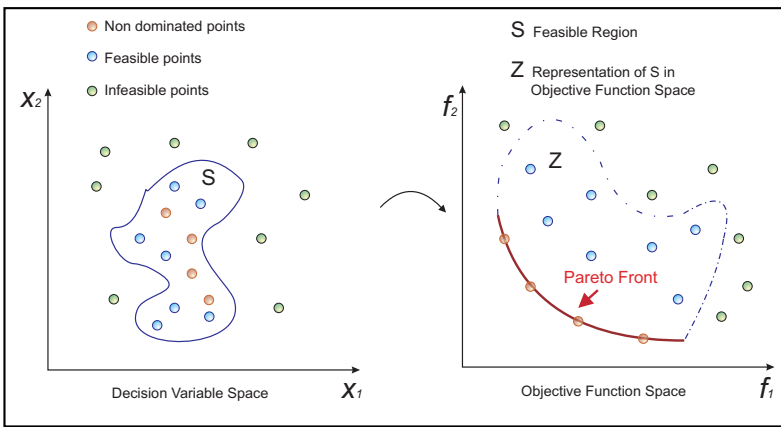 Non dominated points
Feasible points
Infeasible points
X2
S
Decision Variable Space
X1
S Feasible Region
Z Representation of S in
Objective Function Space
f2
Z
Pareto Front
Objective Function Space
f1